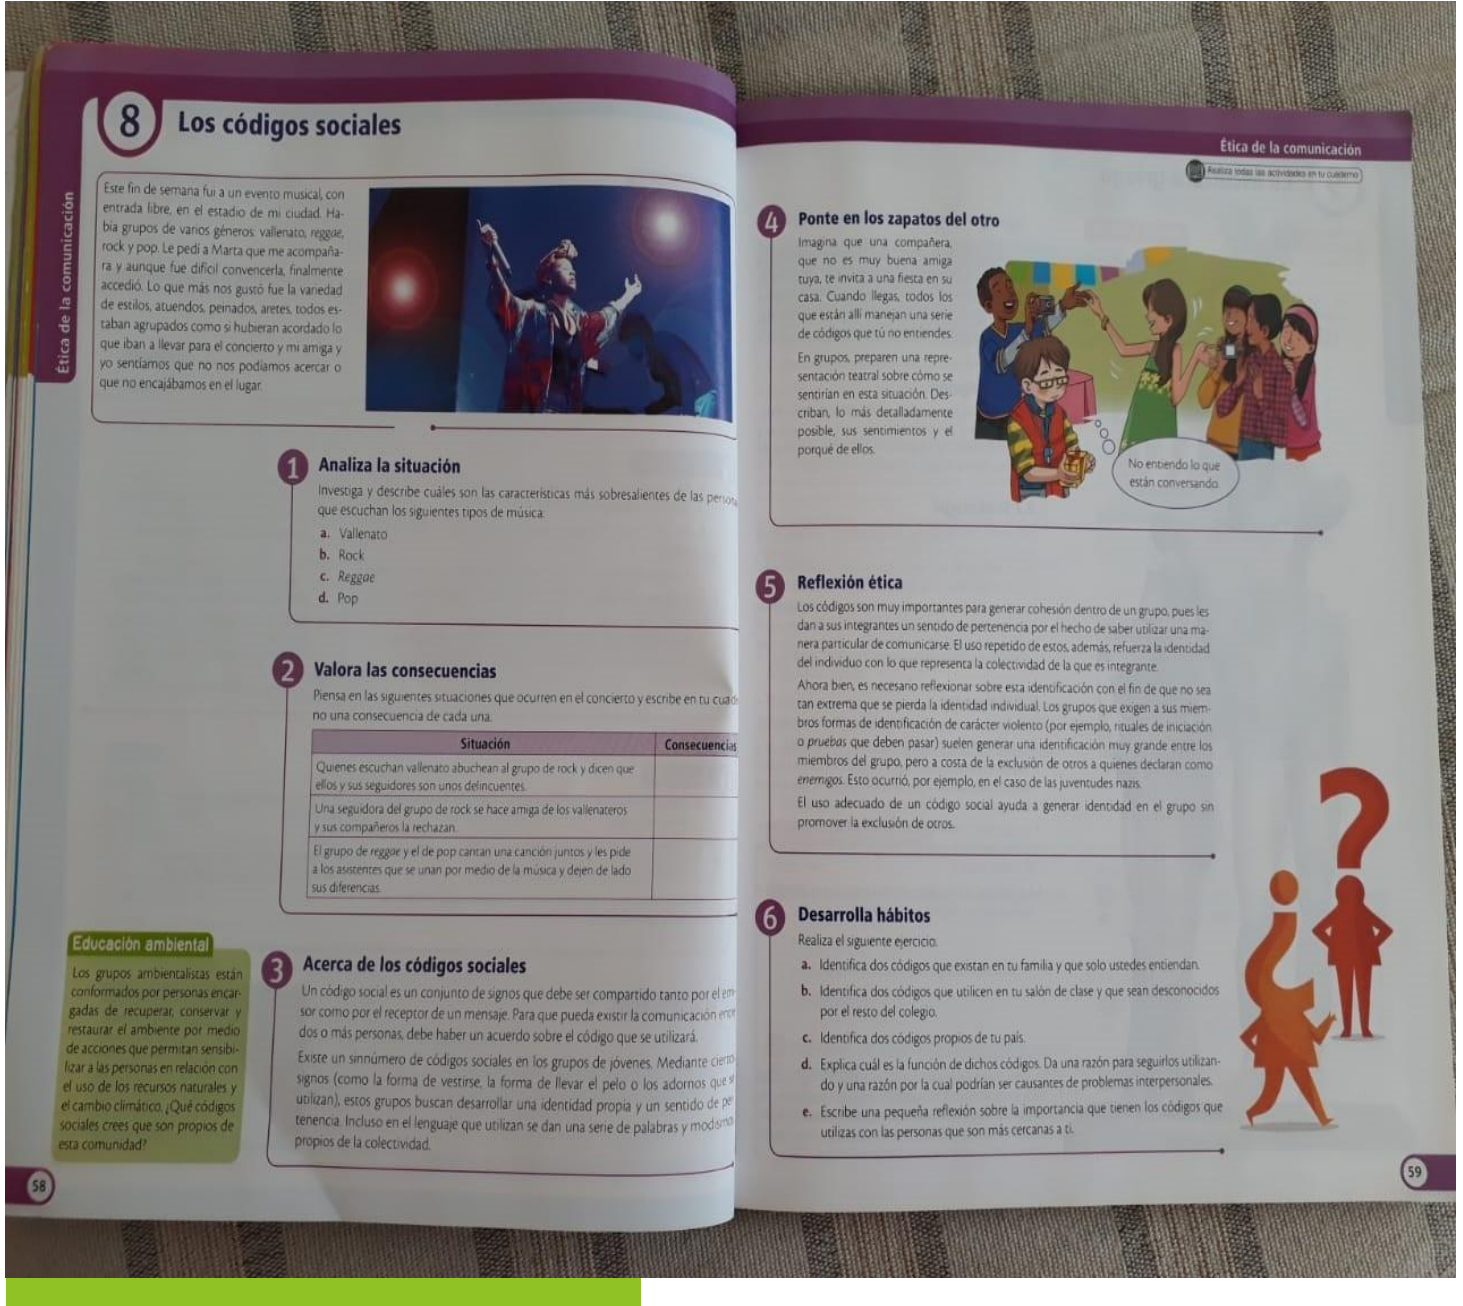 8
Los códigos sociales
Ética de la comunicación
Este fin de semana fui a un evento musical, con
entrada libre, en el estadio de mi ciudad. Ha-
bía grupos de varios géneros: vallenato, reggae,
rock y pop. Le pedí a Marta que me acompaña-
ra y aunque fue difícil convencerla, finalmente
accedió. Lo que más nos gustó fue la variedad
de estilos, atuendos, peinados, aretes, todos es-
taban agrupados como si hubieran acordado lo
que iban a llevar para el concierto y mi amiga y
yo sentíamos que no nos podíamos acercar o
que no encajábamos en el lugar.
1 Analiza la situación
Investiga y describe cuáles son las características más sobresalientes de las
que escuchan los siguientes tipos de música:
a. Vallenato
b. Rock
c. Reggae
d. Pop
2 Valora las consecuencias
Piensa en las siguientes situaciones que ocurren en el concierto y escribe en tu
no una consecuencia de cada una.
Situación Consecuencias
Quienes escuchan vallenato abuchean al grupo de rock y dicen que
ellos y sus seguidores son unos delincuentes.
Una seguidora del grupo de rock se hace amiga de los vallenateros
y sus compañeros la rechazan.
El grupo de reggae y el de pop cantan una canción juntos y les pide
a los asistentes que se unan por medio de la música y dejen de lado
sus diferencias.
Educación ambiental
Los grupos ambientalistas están
conformados por personas encar-
gadas de recuperar, conservar y
restaurar el ambiente por medio
de acciones que permitan sensibi-
lizar a las personas en relación con
el uso de los recursos naturales y
el cambio climático. ¿Qué códigos
sociales crees que son propios de
esta comunidad?
3 Acerca de los códigos sociales
Un código social es un conjunto de signos que debe ser compartido tanto por el
sor como por el receptor de un mensaje. Para que pueda existir la comunicación
dos o más personas, debe haber un acuerdo sobre el código que se utilizará.
Existe un sinnúmero de códigos sociales en los grupos de jóvenes. Mediante
signos (como la forma de vestirse, la forma de llevar el pelo o los adornos que
utilizan), estos grupos buscan desarrollar una identidad propia y un sentido de
tenencia. Incluso en el lenguaje que utilizan se dan una serie de palabras y
propios de la colectividad.
58
Ética de la comunicación
Realiza todas las actividades en tu cuaderno
4 Ponte en los zapatos del otro
Imagina que una compañera,
que no es muy buena amiga
tuya, te invita a una fiesta en su
casa. Cuando llegas, todos los
que están allí manejan una serie
de códigos que tú no entiendes.
En grupos, preparen una repre-
sentación teatral sobre cómo se
sentirían en esta situación. Des-
criban, lo más detalladamente
posible, sus sentimientos y el
porqué de ellos.
No entiendo lo que
están conversando.
5 Reflexión ética
Los códigos son muy importantes para generar cohesión dentro de un grupo, pues les
dan a sus integrantes un sentido de pertenencia por el hecho de saber utilizar una ma-
nera particular de comunicarse. El uso repetido de estos, además, refuerza la identidad
del individuo con lo que representa la colectividad de la que es integrante.
Ahora bien, es necesario reflexionar sobre esta identificación con el fin de que no sea
tan extrema que se pierda la identidad individual. Los grupos que exigen a sus miem-
bros formas de identificación de carácter violento (por ejemplo, rituales de iniciación
o pruebas que deben pasar) suelen generar una identificación muy grande entre los
miembros del grupo, pero a costa de la exclusión de otros a quienes declaran como
enemigos. Esto ocurrió, por ejemplo, en el caso de las juventudes nazis.
El uso adecuado de un código social ayuda a generar identidad en el grupo sin
promover la exclusión de otros.
6 Desarrolla hábitos
Realiza el siguiente ejercicio.
a. Identifica dos códigos que existan en tu familia y que solo ustedes entiendan.
b. Identifica dos códigos que utilicen en tu salón de clase y que sean desconocidos
por el resto del colegio.
c. Identifica dos códigos propios de tu país.
d. Explica cuál es la función de dichos códigos. Da una razón para seguirlos utilizan-
do y una razón por la cual podrían ser causantes de problemas interpersonales.
e. Escribe una pequeña reflexión sobre la importancia que tienen los códigos que
utilizas con las personas que son más cercanas a ti.
59